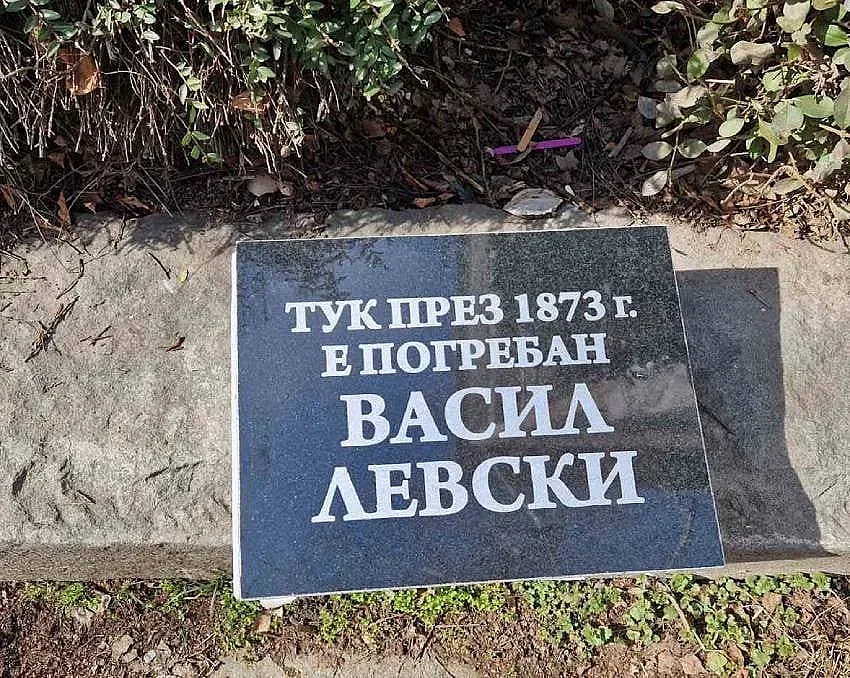 ТУК ПРЕЗ 1873 г.
Е ПОГРЕБАН
ВАСИЛ
ЛЕВСКИ